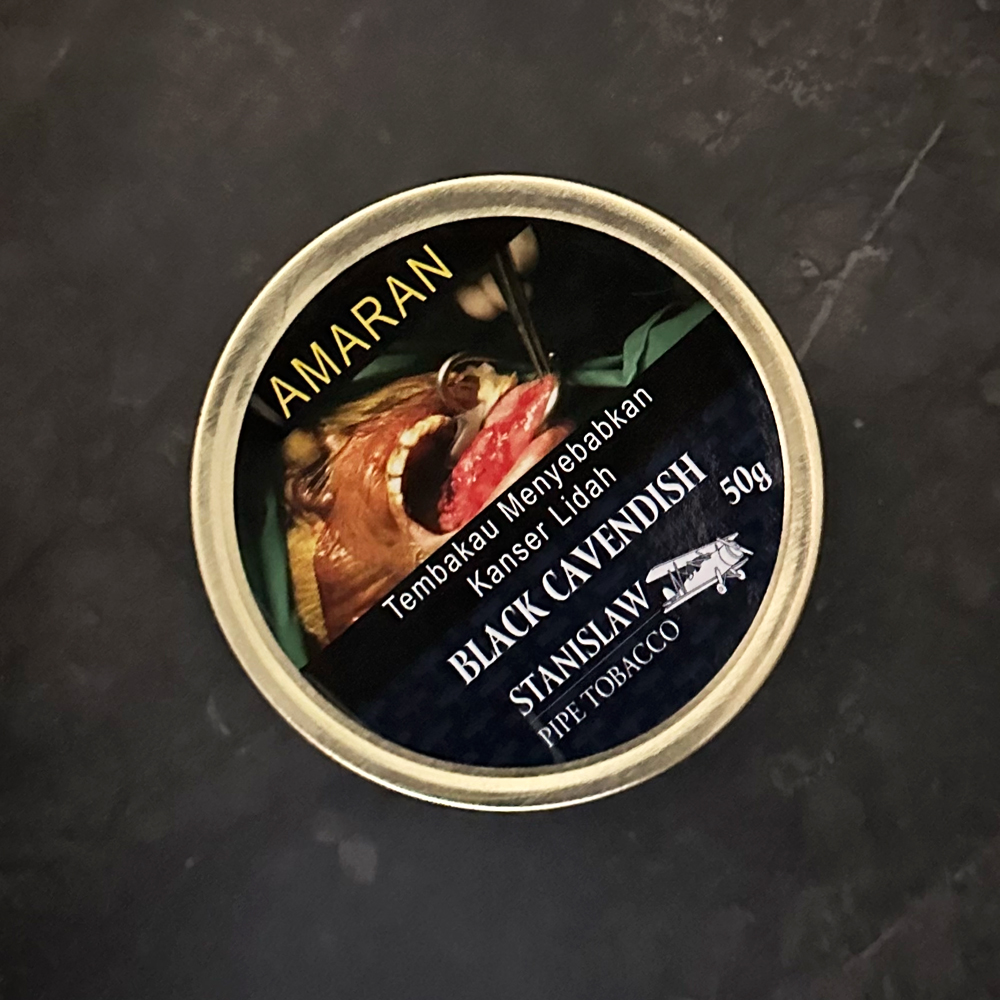 AMARAN
Tembakau Menyebabkan
Kanser Lidah
BLACK CAVENDISH
50g
STANISLAW
PIPE TOBACCO